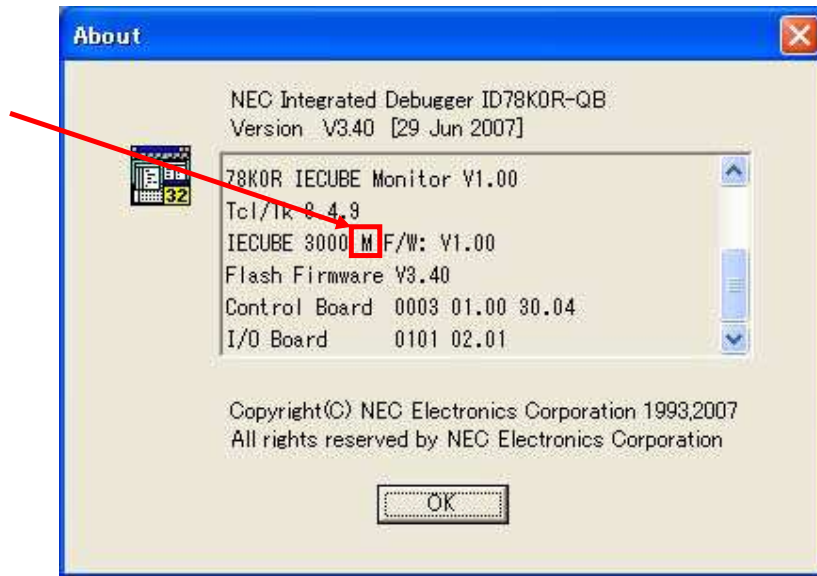 About
NEC Integrated Debugger ID78K0R-QB
Version V3.40 [29 Jun 2007]
32
78K0R IECUBE Monitor V1.00
Tcl/Tk 8.4.9
IECUBE 3000 M F/W: V1.00
Flash Firmware V3.40
Control Board 0003 01.00 30.04
I/O Board 0101 02.01
Copyright(C) NEC Electronics Corporation 1993,2007
All rights reserved by NEC Electronics Corporation
OK